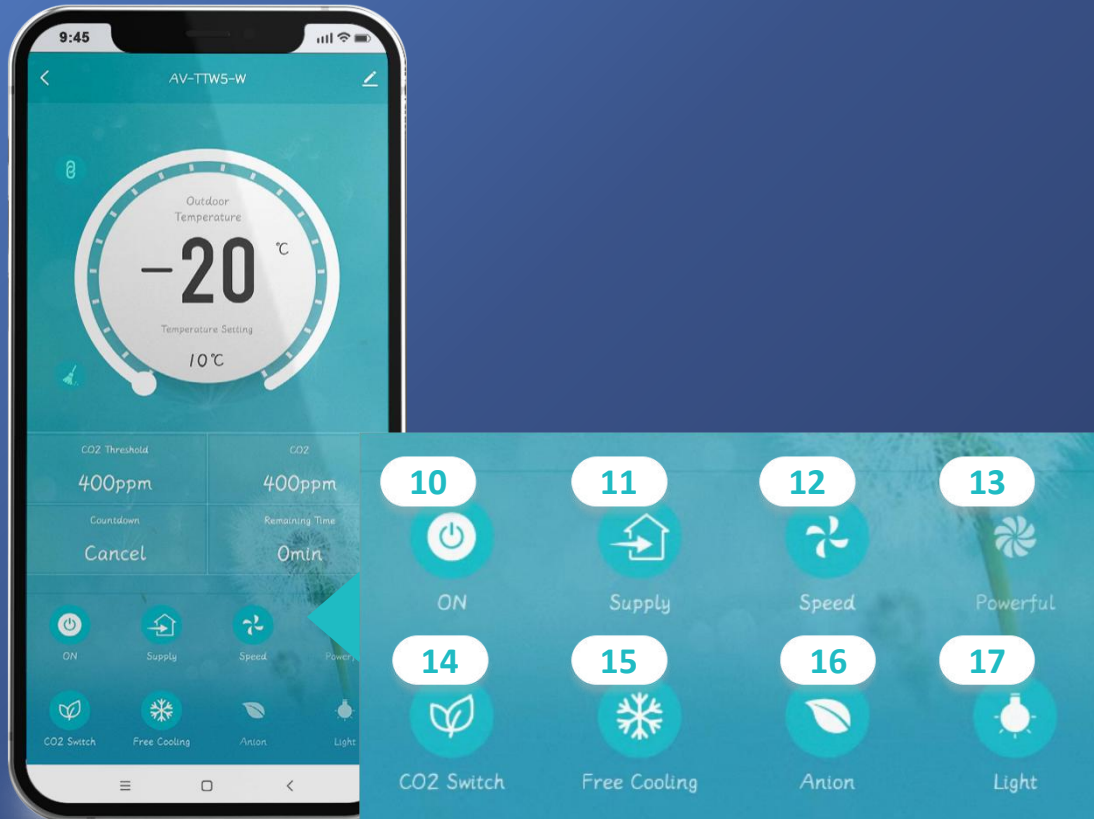 9:45
AV-TTW5-W
Outdoor
Temperature
-20 ℃
Temperature Setting
10℃
CO2 Threshold
CO2
400ppm
400ppm
Countdown
Remaining Time
Cancel
0min
ON
Supply
Speed
CO2 Switch
Free Cooling
Anion
Light
10
11
12
13
ON
Supply
Speed
Powerful
14
15
16
17
CO2 Switch
Free Cooling
Anion
Light